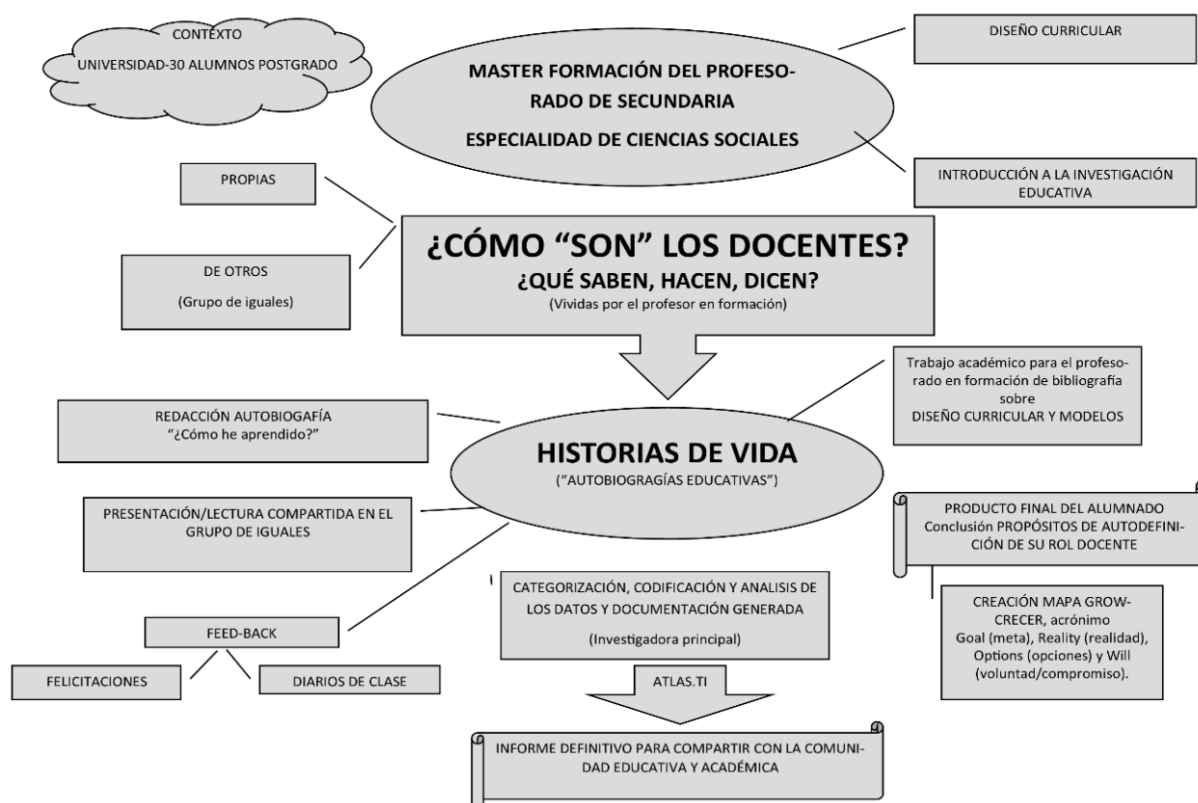 CONTEXTO
UNIVERSIDAD-30 ALUMNOS POSTGRADO
MASTER FORMACIÓN DEL PROFESO-
RADO DE SECUNDARIA
ESPECIALIDAD DE CIENCIAS SOCIALES
DISEÑO CURRICULAR
INTRODUCCIÓN A LA INVESTIGACIÓN
EDUCATIVA
PROPIAS
DE OTROS
(Grupo de iguales)
¿CÓMO “SON” LOS DOCENTES?
¿QUÉ SABEN, HACEN, DICEN?
(Vividas por el profesor en formación)
Trabajo académico para el profeso-
rado en formación de bibliografía
sobre
DISEÑO CURRICULAR Y MODELOS
REDACCIÓN AUTOBIOGAFÍA
“¿Cómo he aprendido?”
HISTORIAS DE VIDA
(“AUTOBIOGRAGÍAS EDUCATIVAS”)
PRESENTACIÓN/LECTURA COMPARTIDA EN EL
GRUPO DE IGUALES
PRODUCTO FINAL DEL ALUMNADO
Conclusión PROPÓSITOS DE AUTODEFINI-
CIÓN DE SU ROL DOCENTE
CATEGORIZACIÓN, CODIFICACIÓN Y ANALISIS DE
LOS DATOS Y DOCUMENTACIÓN GENERADA
(Investigadora principal)
CREACIÓN MAPA GROW-
CRECER, acrónimo
Goal (meta), Reality (realidad),
Options (opciones) y Will
(voluntad/compromiso).
FEED-BACK
FELICITACIONES
DIARIOS DE CLASE
ATLAS.TI
INFORME DEFINITIVO PARA COMPARTIR CON LA COMUNI-
DAD EDUCATIVA Y ACADÉMICA